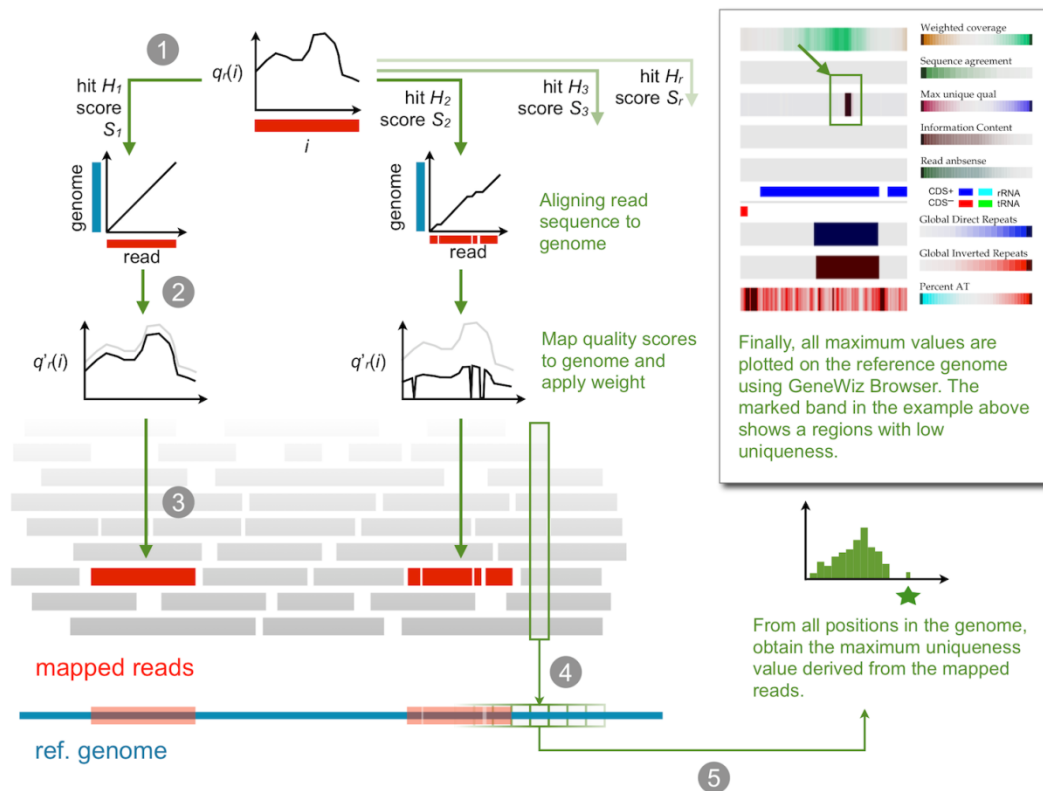 1
qr(i)
i
hit H1
score
S1
hit H2
score S2
hit H3
score S3
hit Hr
score Sr
genome
read
genome
read
Aligning read
sequence to
genome
2
q'r(i)
q'r(i)
Map quality scores
to genome and
apply weight
3
mapped reads
4
ref. genome
5
Weighted coverage
Sequence agreement
Max unique qual
Information Content
Read anbsense
CDS+
rRNA
CDS—
tRNA
Global Direct Repeats
Global Inverted Repeats
Percent AT
Finally, all maximum values are
plotted on the reference genome
using GeneWiz Browser. The
marked band in the example above
shows a regions with low
uniqueness.
From all positions in the genome,
obtain the maximum uniqueness
value derived from the mapped
reads.